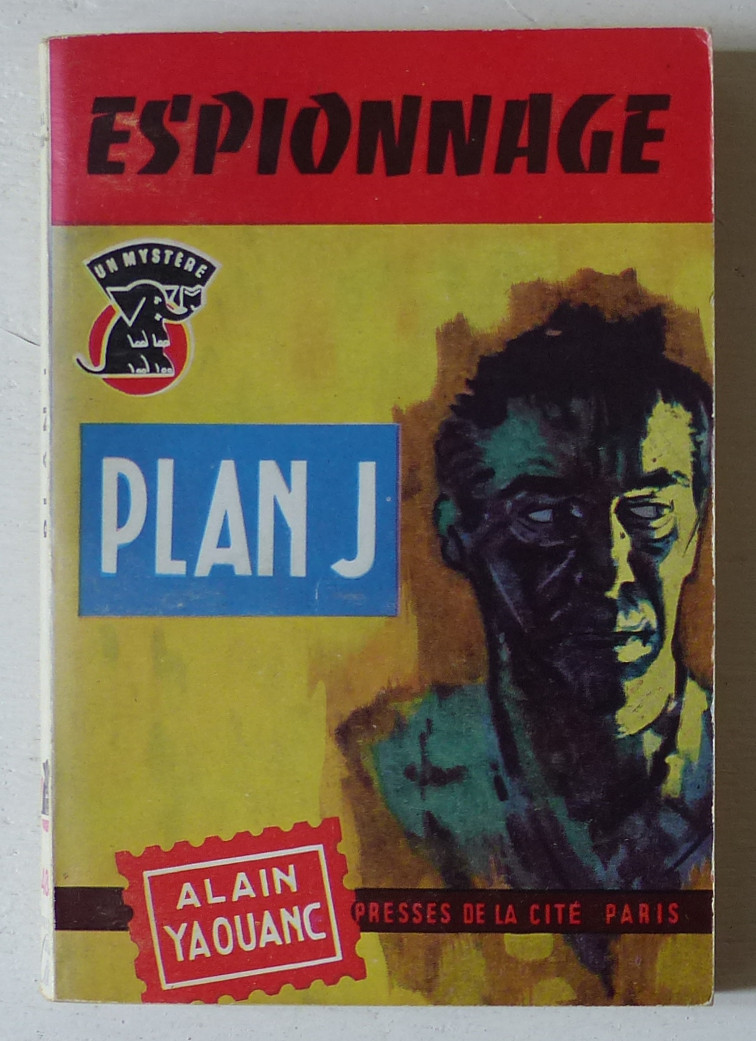 ESPIONNAGE
UN MYSTÈRE
PLAN J
ALAIN
YAOUANC
PRESSES DE LA CITÉ PARIS